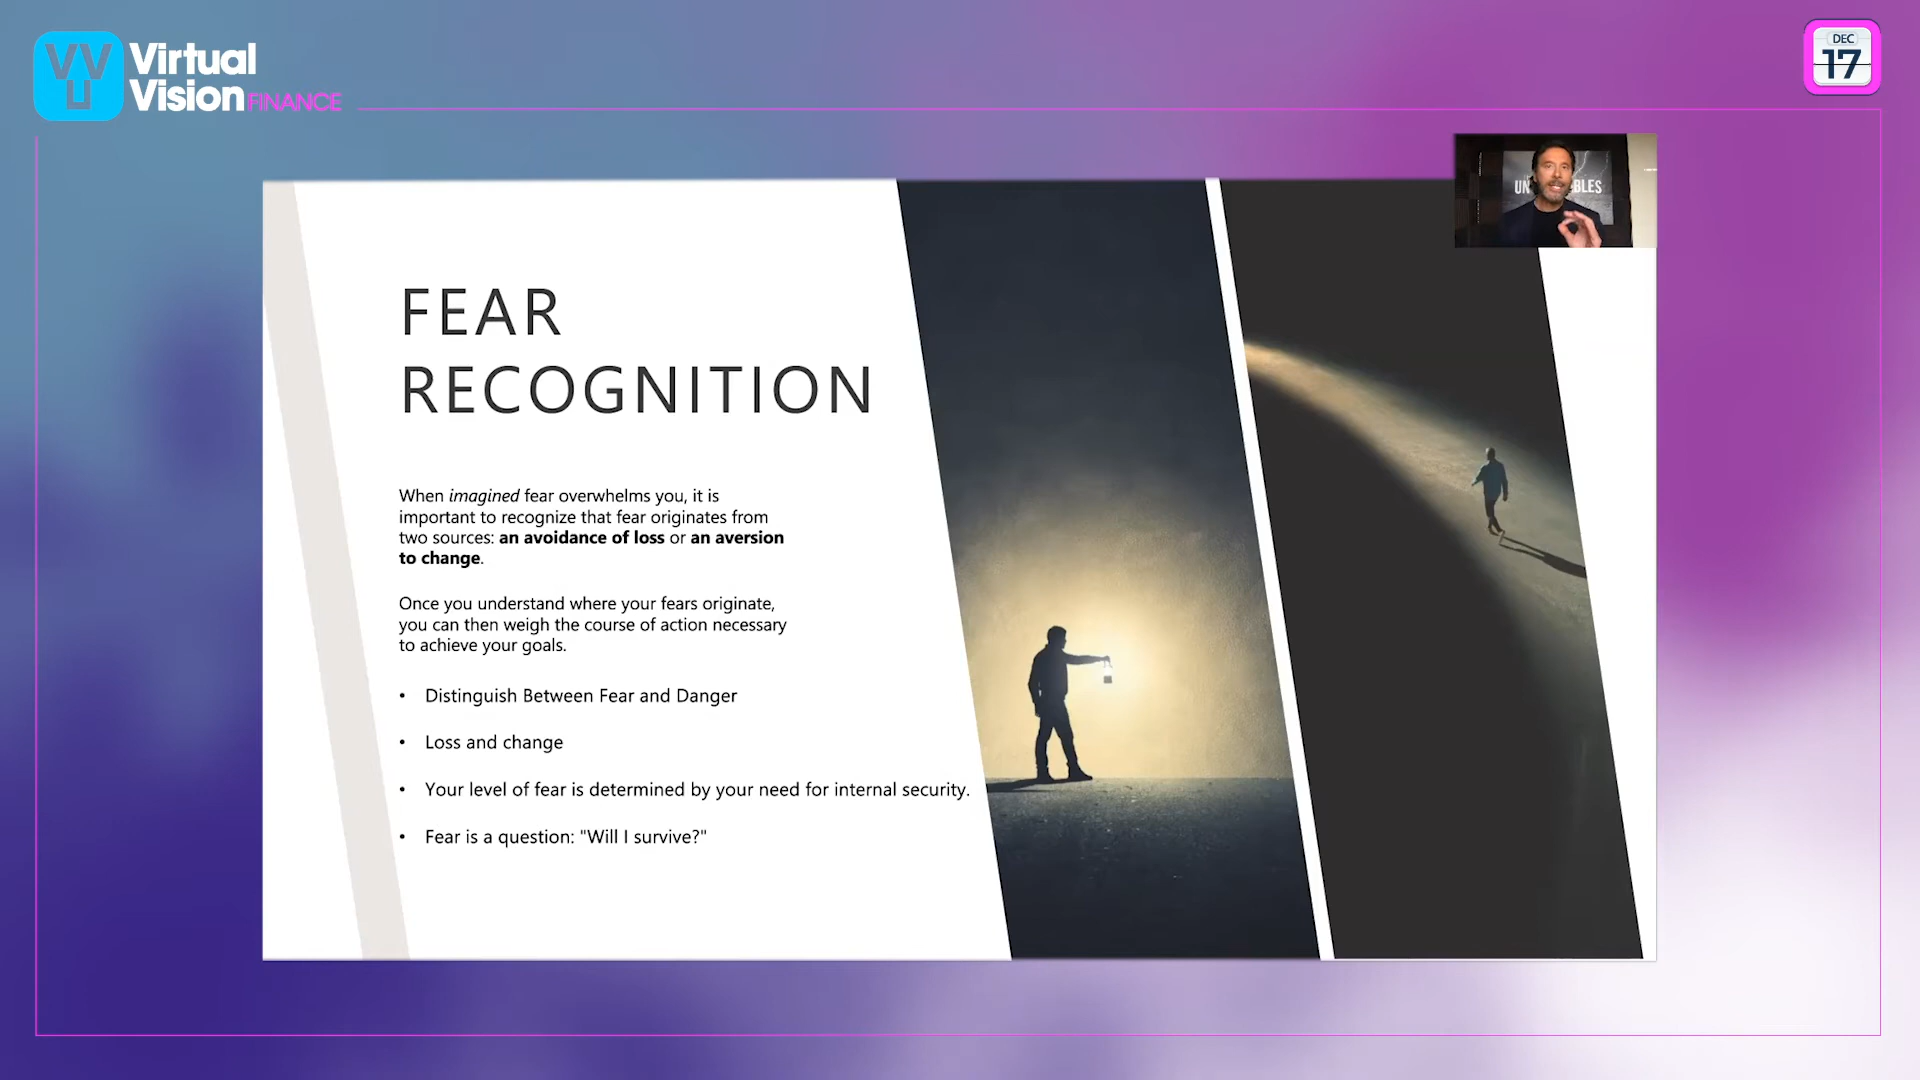 Virtual
Vision FINANCE
DEC
17
FEAR
RECOGNITION
When imagined fear overwhelms you, it is
important to recognize that fear originates from
two sources: an avoidance of loss or an aversion
to change.
Once you understand where your fears originate,
you can then weigh the course of action necessary
to achieve your goals.
• Distinguish Between Fear and Danger
• Loss and change
• Your level of fear is determined by your need for internal security.
• Fear is a question: "Will I survive?"